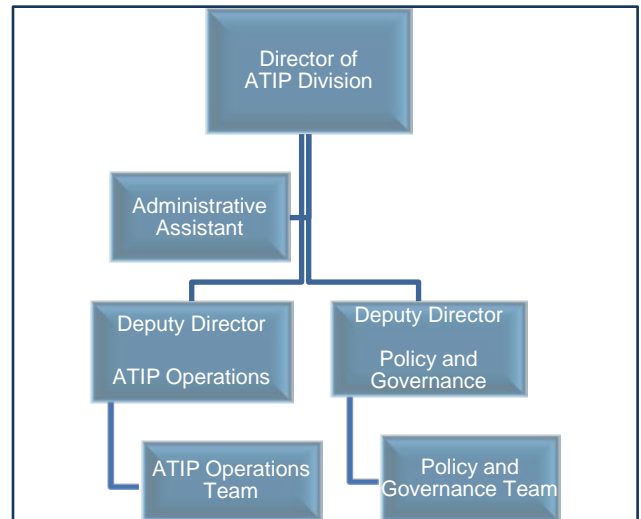 Director of
ATIP Division
Administrative
Assistant
Deputy Director
ATIP Operations
Deputy Director
Policy and
Governance
ATIP Operations
Team
Policy and
Governance Team